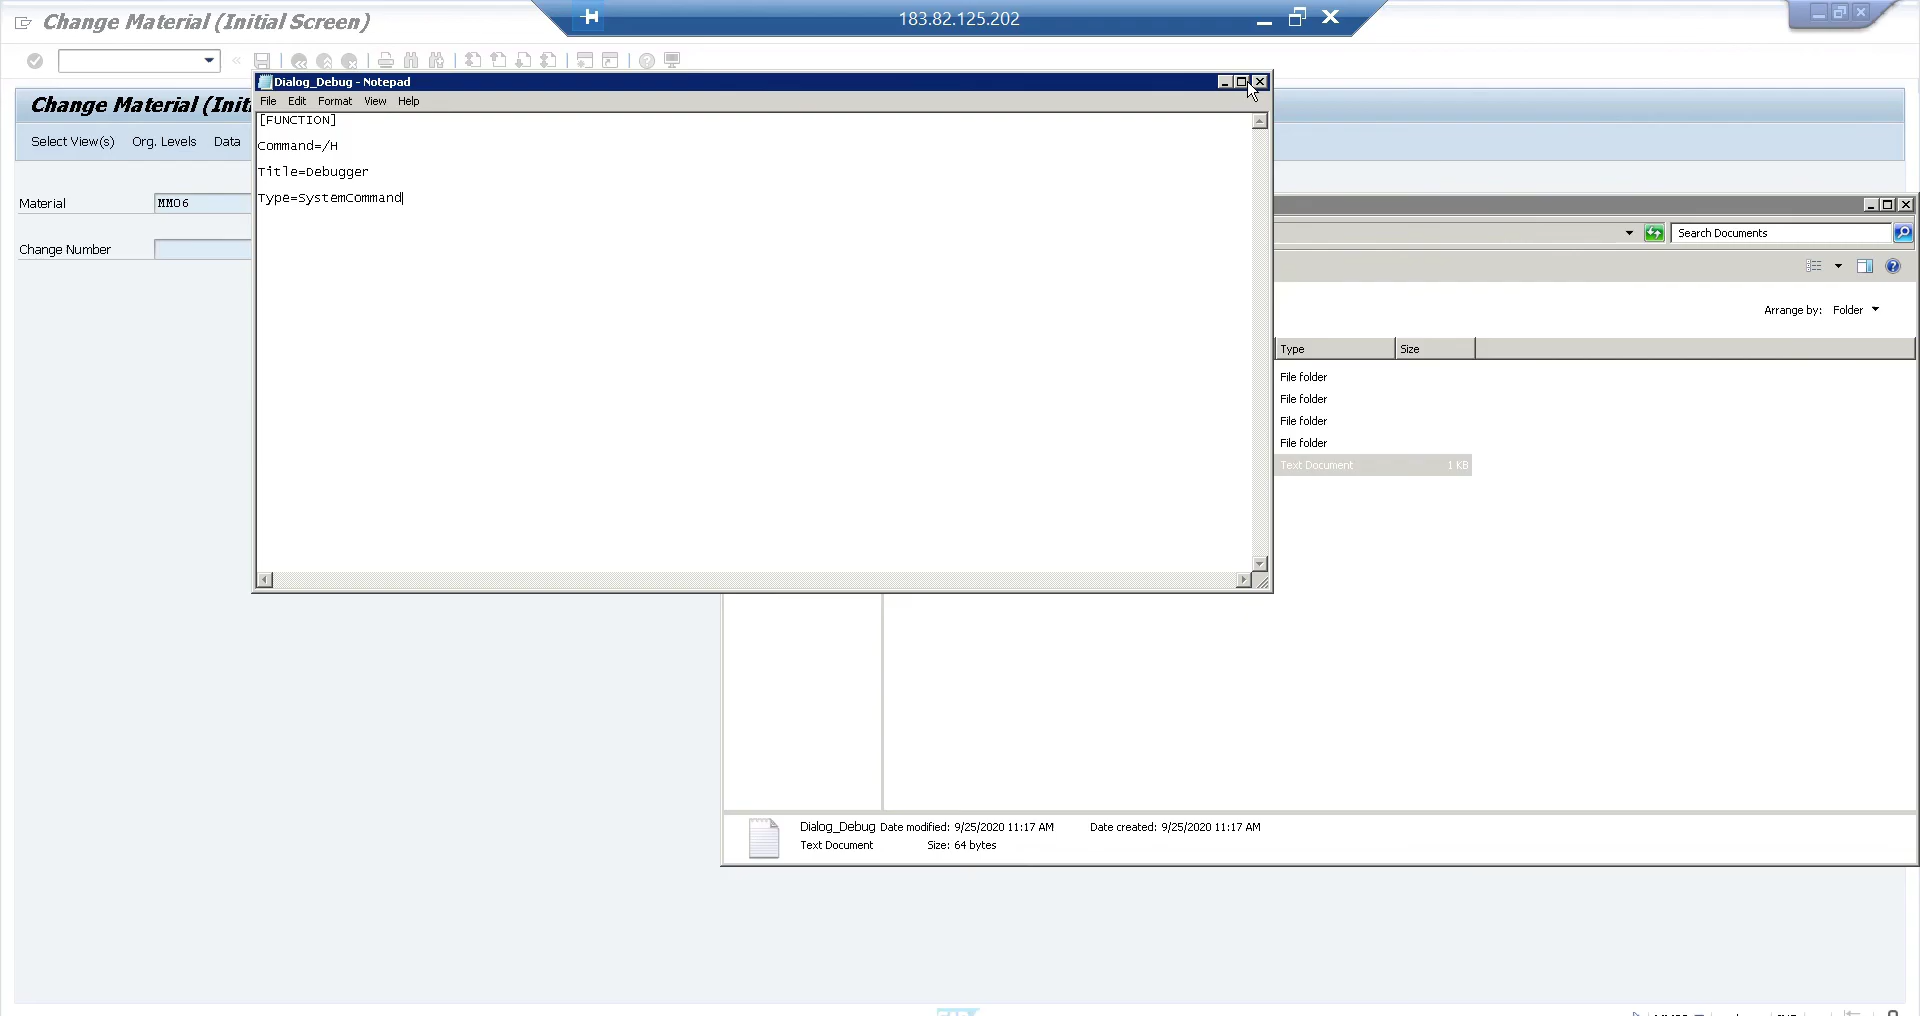 Change Material (Initial Screen)
183.82.125.202
Dialog_Debug - Notepad
File Edit Format View Help
Change Material (Initi
Select View(s) Org. Levels Data
[FUNCTION]
Command=/H
Title=Debugger
Type=SystemCommand
Material MM06
Change Number
Search Documents
Arrange by: Folder
Type Size
File folder
File folder
File folder
File folder
Text Document 1 KB
Dialog_Debug Date modified: 9/25/2020 11:17 AM Date created: 9/25/2020 11:17 AM
Text Document Size: 64 bytes